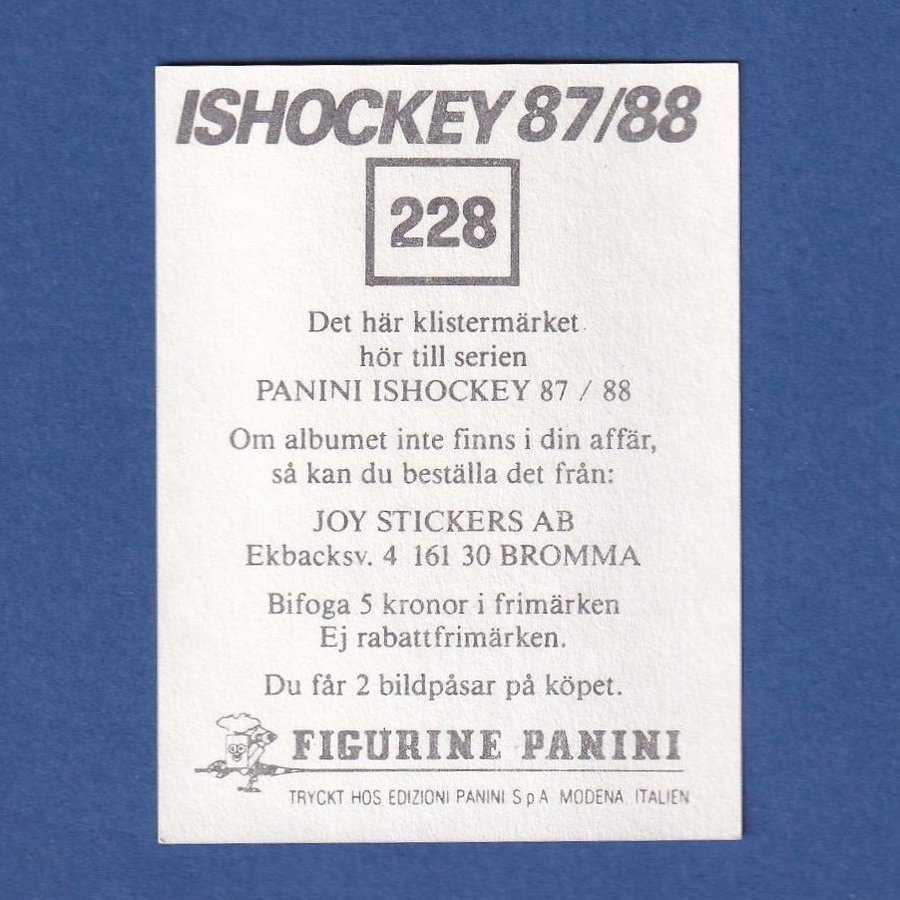 ISHOCKEY 87/88
228
Det här klistermärket
hör till serien
PANINI ISHOCKEY 87 / 88
Om albumet inte finns i din affär,
så kan du beställa det från:
JOY STICKERS AB
Ekbacksv. 4 161 30 BROMMA
Bifoga 5 kronor i frimärken
Ej rabattfrimärken.
Du får 2 bildpåsar på köpet.
FIGURINE PANINI
TRYCKT HOS EDIZIONI PANINI S p A MODENA, ITALIEN